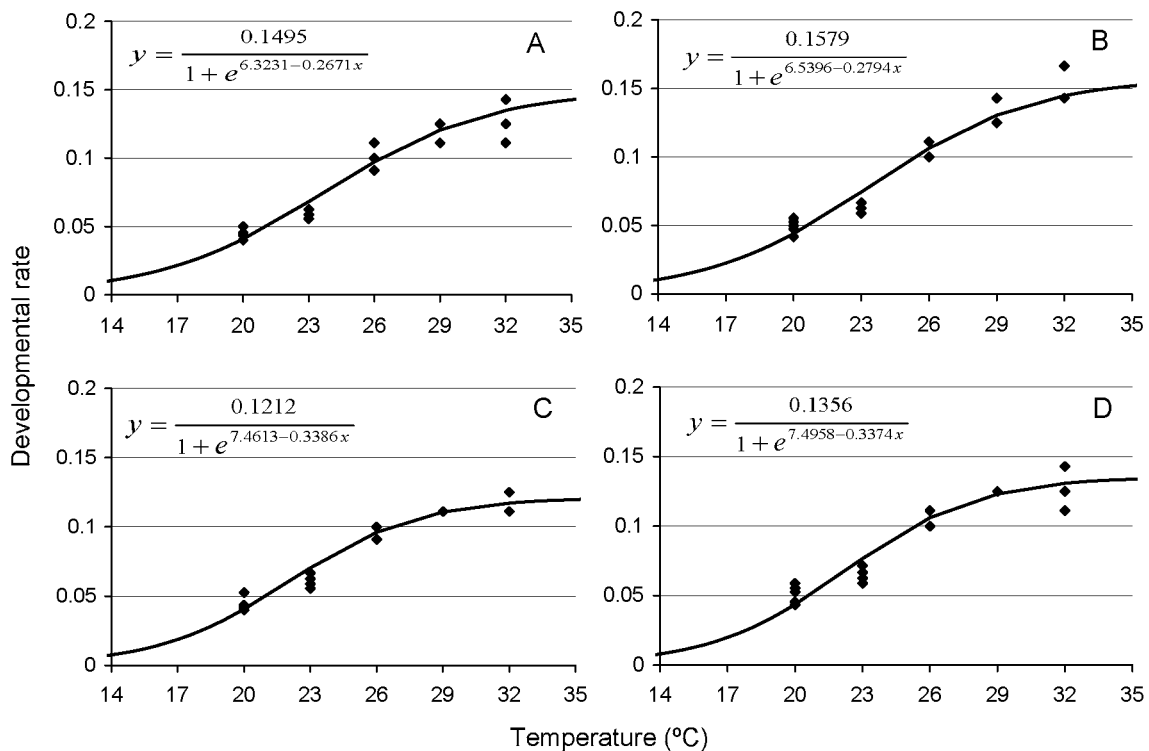 A
y = 0.1495 / (1 + e^(6.3231−0.2671x))
0.2
0.15
0.1
0.05
0
14 17 20 23 26 29 32 35
B
y = 0.1579 / (1 + e^(6.5396−0.2794x))
0.2
0.15
0.1
0.05
0
14 17 20 23 26 29 32 35
C
y = 0.1212 / (1 + e^(7.4613−0.3386x))
0.2
0.15
0.1
0.05
0
14 17 20 23 26 29 32 35
D
y = 0.1356 / (1 + e^(7.4958−0.3374x))
0.2
0.15
0.1
0.05
0
14 17 20 23 26 29 32 35
Developmental rate
Temperature (ºC)